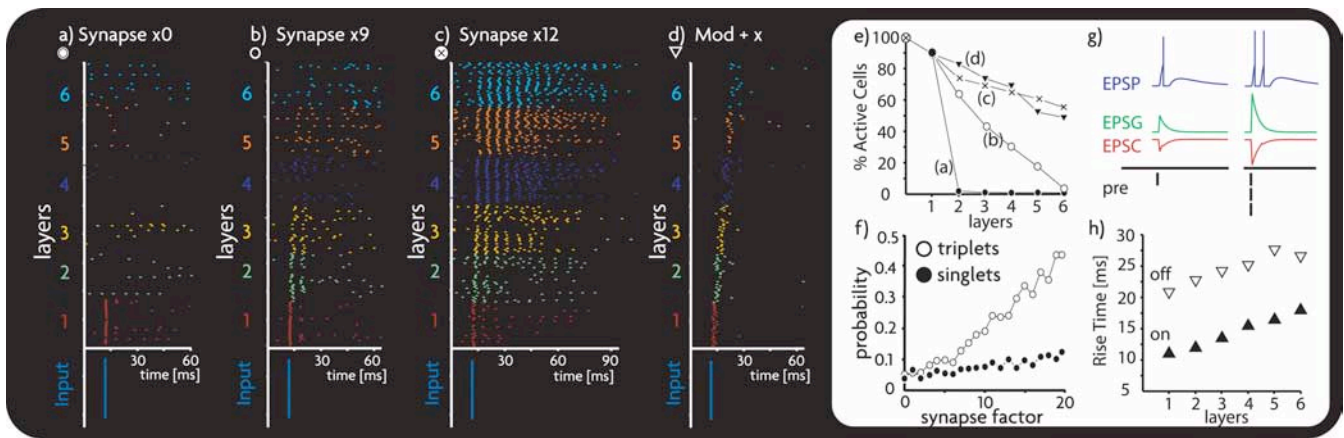 a) Synapse x0
6
5
4
3
2
1
layers
Input
30
60
time [ms]
b) Synapse x9
6
5
4
3
2
1
layers
Input
30
60
time [ms]
c) Synapse x12
6
5
4
3
2
1
layers
Input
30
60
90
time [ms]
d) Mod + x
6
5
4
3
2
1
layers
Input
30
60
time [ms]
e)
% Active Cells
100
80
60
40
20
0
(d)
(c)
(b)
(a)
1 2 3 4 5 6
layers
f)
probability
0.5
0.4
0.3
0.2
0.1
0
triplets
singlets
0 10 20
synapse factor
g)
EPSP
EPSG
EPSC
pre
h)
Rise Time [ms]
30
25
20
15
10
5
off
on
1 2 3 4 5 6
layers